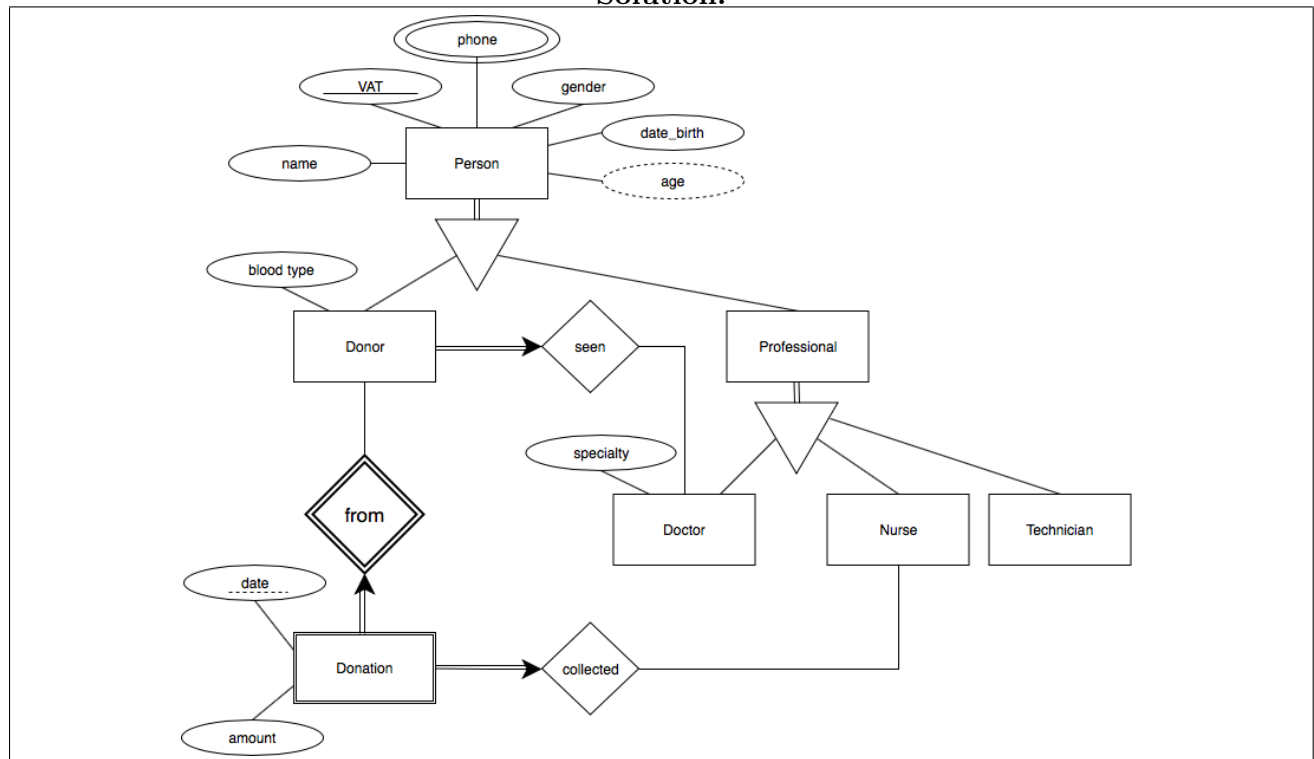 Solution:
phone
VAT
gender
date_birth
name
Person
age
blood type
Donor
seen
Professional
specialty
from
Doctor
Nurse
Technician
date
Donation
collected
amount